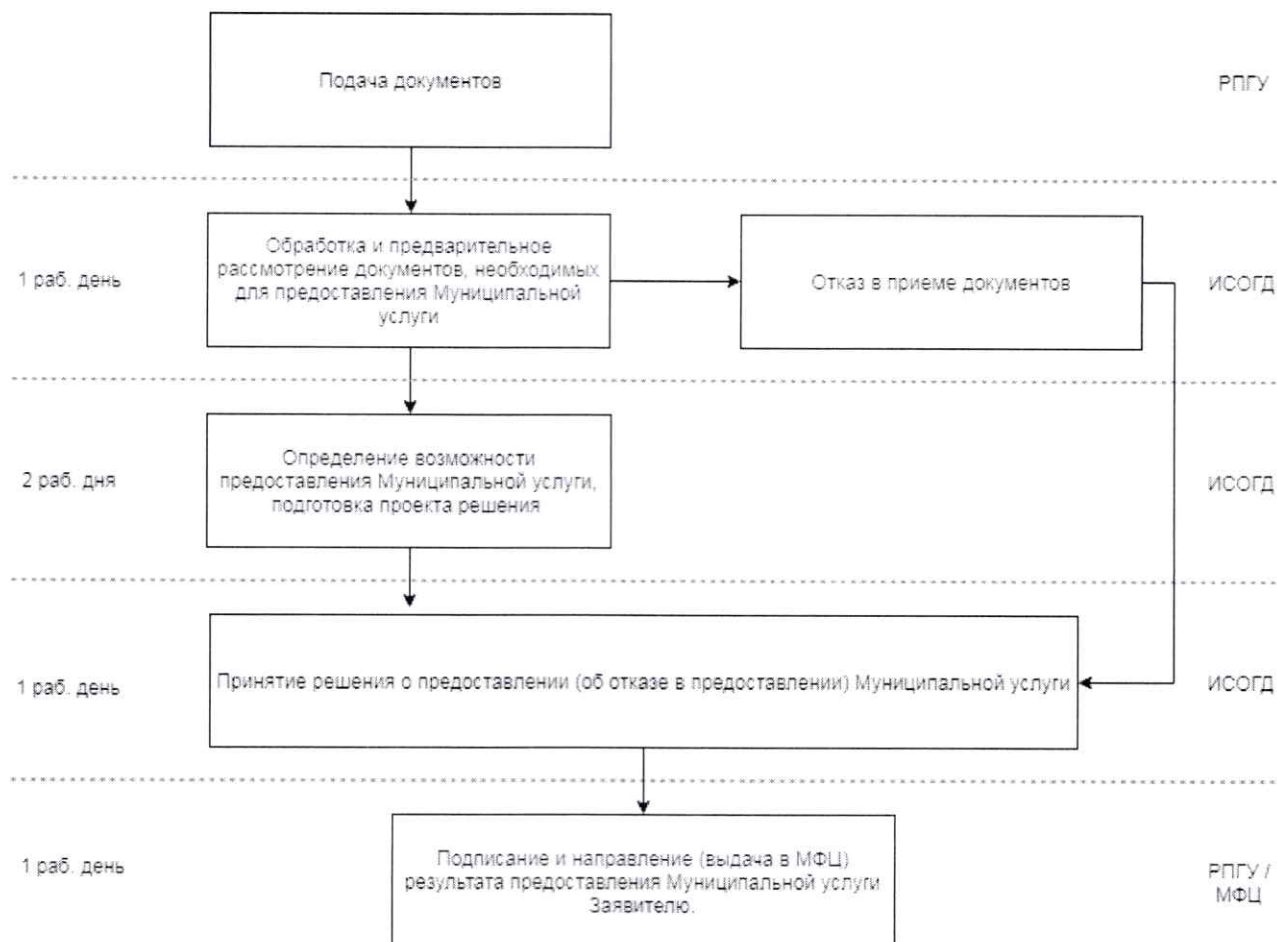 Подача документов
РПГУ
1 раб. день
Обработка и предварительное
рассмотрение документов, необходимых
для предоставления Муниципальной
услуги
Отказ в приеме документов
ИСОГД
2 раб. дня
Определение возможности
предоставления Муниципальной услуги,
подготовка проекта решения
ИСОГД
1 раб. день
Принятие решения о предоставлении (об отказе в предоставлении) Муниципальной услуги
ИСОГД
1 раб. день
Подписание и направление (выдача в МФЦ)
результата предоставления Муниципальной услуги
Заявителю.
РПГУ /
МФЦ